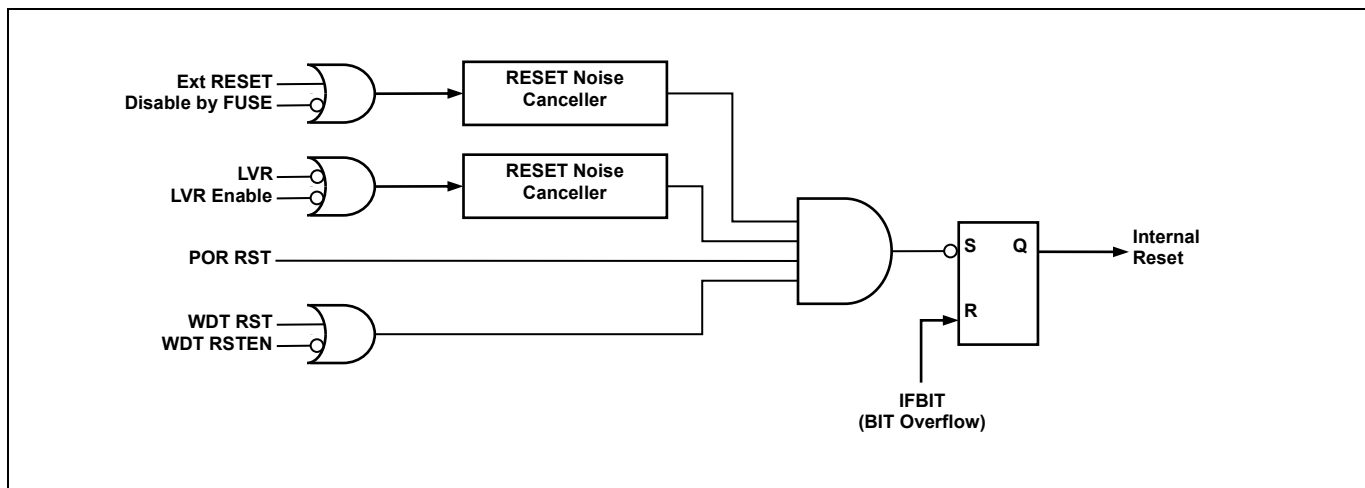 Ext RESET
Disable by FUSE
RESET Noise
Canceller
LVR
LVR Enable
RESET Noise
Canceller
POR RST
WDT RST
WDT RSTEN
S
Q
R
Internal
Reset
IFBIT
(BIT Overflow)